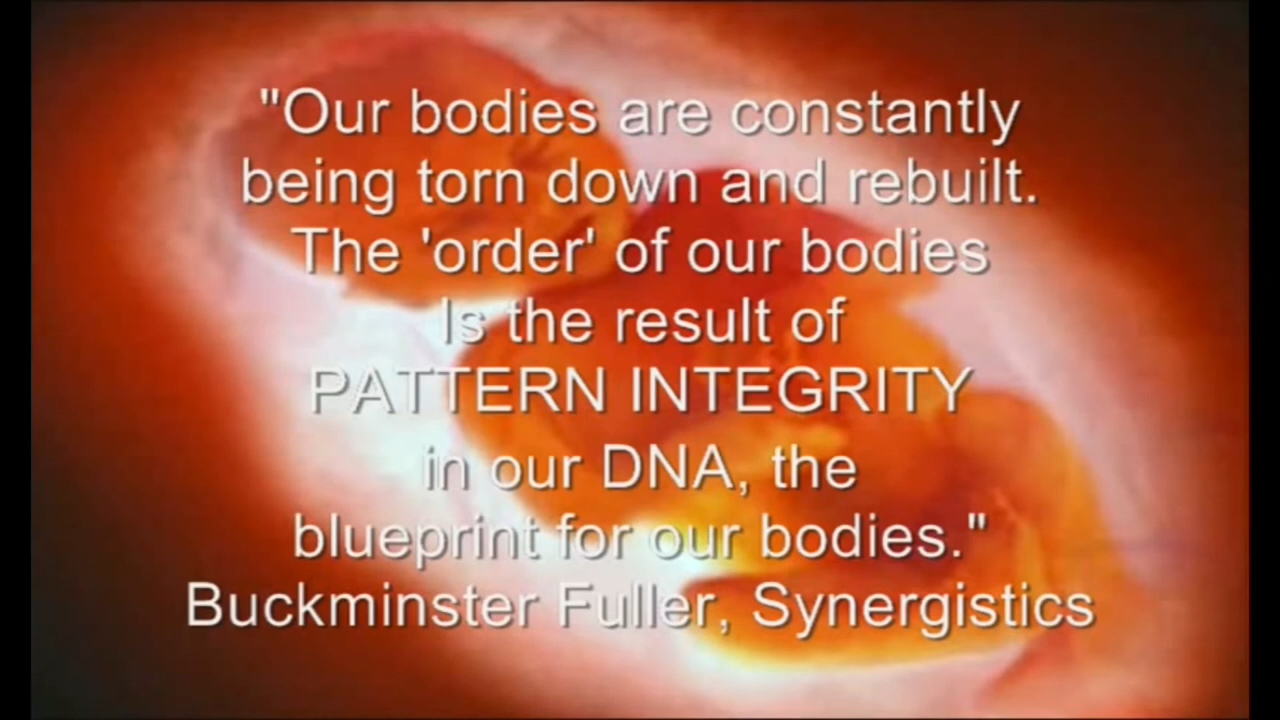 "Our bodies are constantly
being torn down and rebuilt.
The 'order' of our bodies
Is the result of
PATTERN INTEGRITY
in our DNA, the
blueprint for our bodies."
Buckminster Fuller, Synergistics